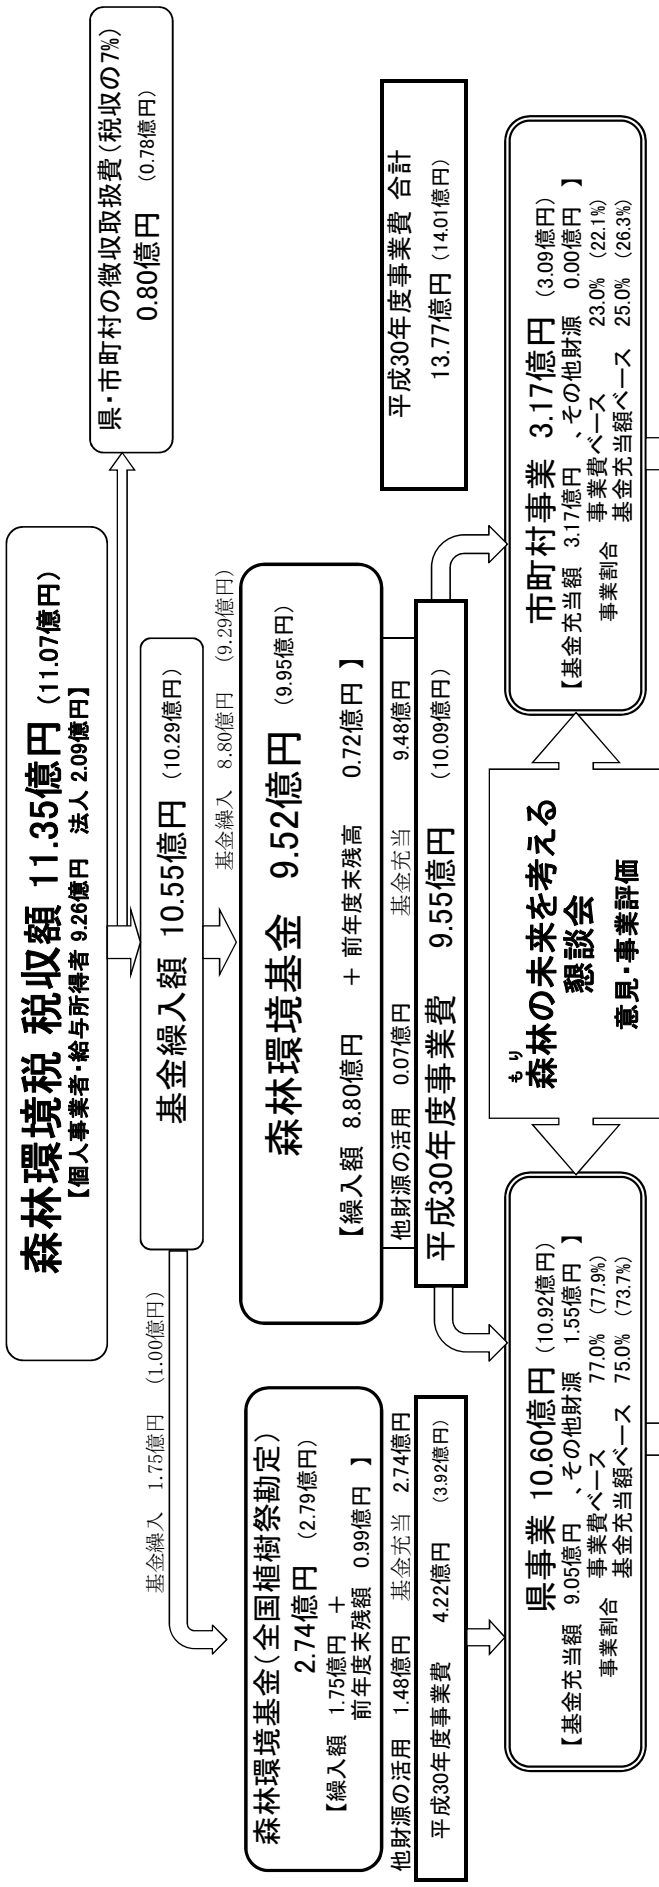 森林環境税 税収額 11.35億円 (11.07億円)
【個人事業者・給与所得者 9.26億円　法人 2.09億円】
県・市町村の徴収取扱費（税収の7%）
0.80億円 (0.78億円)
基金繰入額 10.55億円 (10.29億円)
基金繰入 1.75億円 (1.00億円)
基金繰入 8.80億円 (9.29億円)
森林環境基金（全国植樹祭勘定）
2.74億円 (2.79億円)
【繰入額 1.75億円 ＋
前年度末残額 0.99億円 】
他財源の活用 1.48億円　基金充当 2.74億円
平成30年度事業費　4.22億円 (3.92億円)
森林環境基金 9.52億円 (9.95億円)
【繰入額 8.80億円 ＋ 前年度末残高 0.72億円 】
他財源の活用 0.07億円　基金充当 9.48億円
平成30年度事業費 9.55億円 (10.09億円)
平成30年度事業費 合計
13.77億円 (14.01億円)
県事業 10.60億円 (10.92億円)
【基金充当額 9.05億円 、その他財源 1.55億円 】
事業割合　事業費ベース 77.0% (77.9%)
基金充当額ベース 75.0% (73.7%)
もり
森林の未来を考える
懇談会
意見・事業評価
市町村事業 3.17億円 (3.09億円)
【基金充当額 3.17億円 、その他財源 0.00億円 】
事業割合　事業費ベース 23.0% (22.1%)
基金充当額ベース 25.0% (26.3%)